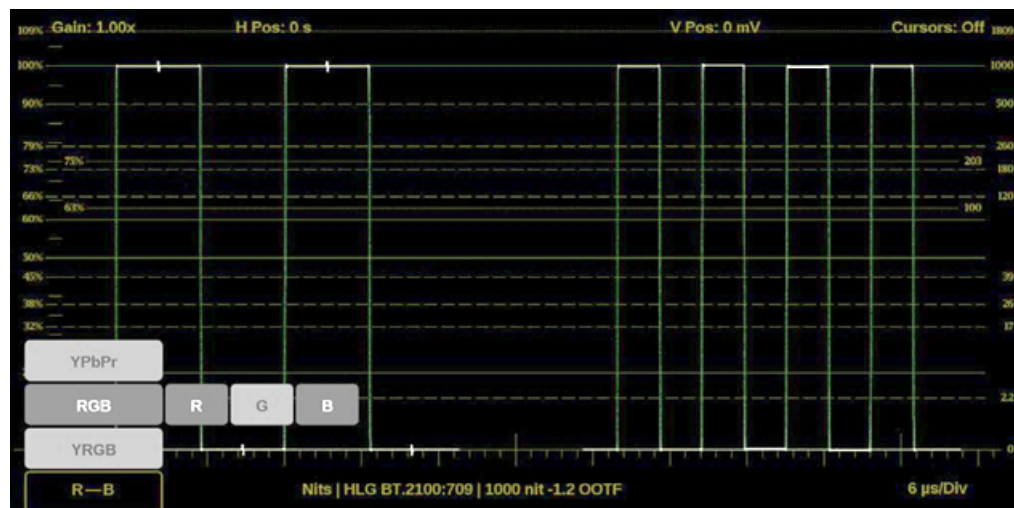 Gain: 1.00x H Pos: 0 s V Pos: 0 mV Cursors: Off
109% 1809
100% 1000
90% 500
79% 260
75% 203
73% 180
66% 120
63% 100
60%
50%
45% 39
38% 26
32% 17
YPbPr
RGB R G B 2.2
YRGB 0
R—B Nits | HLG BT.2100:709 | 1000 nit -1.2 OOTF 6 µs/Div